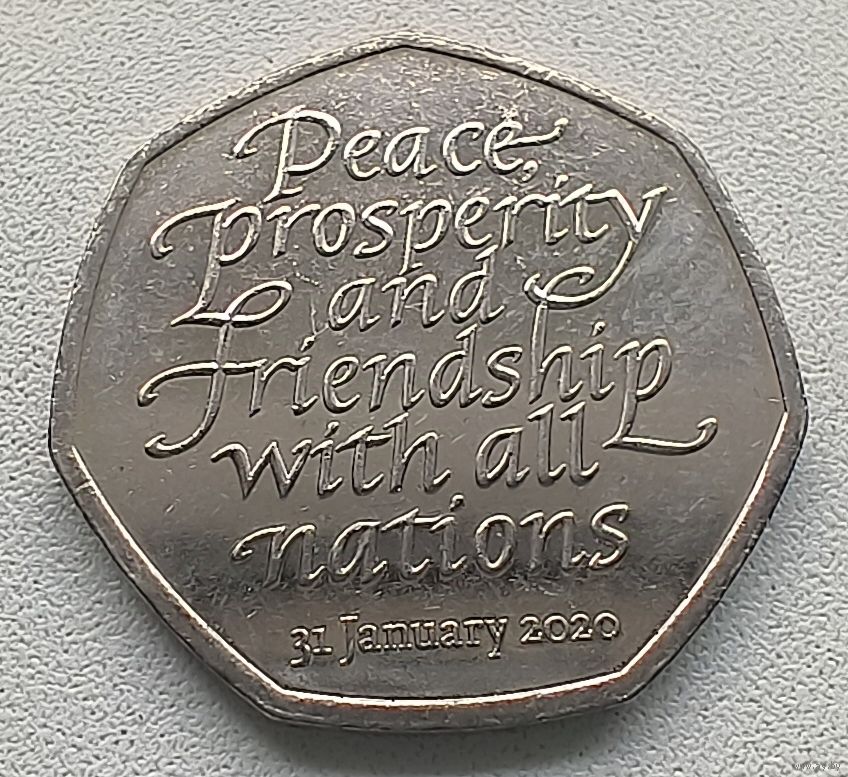 Peace,
prosperity
and
friendship
with all
nations
31 January 2020